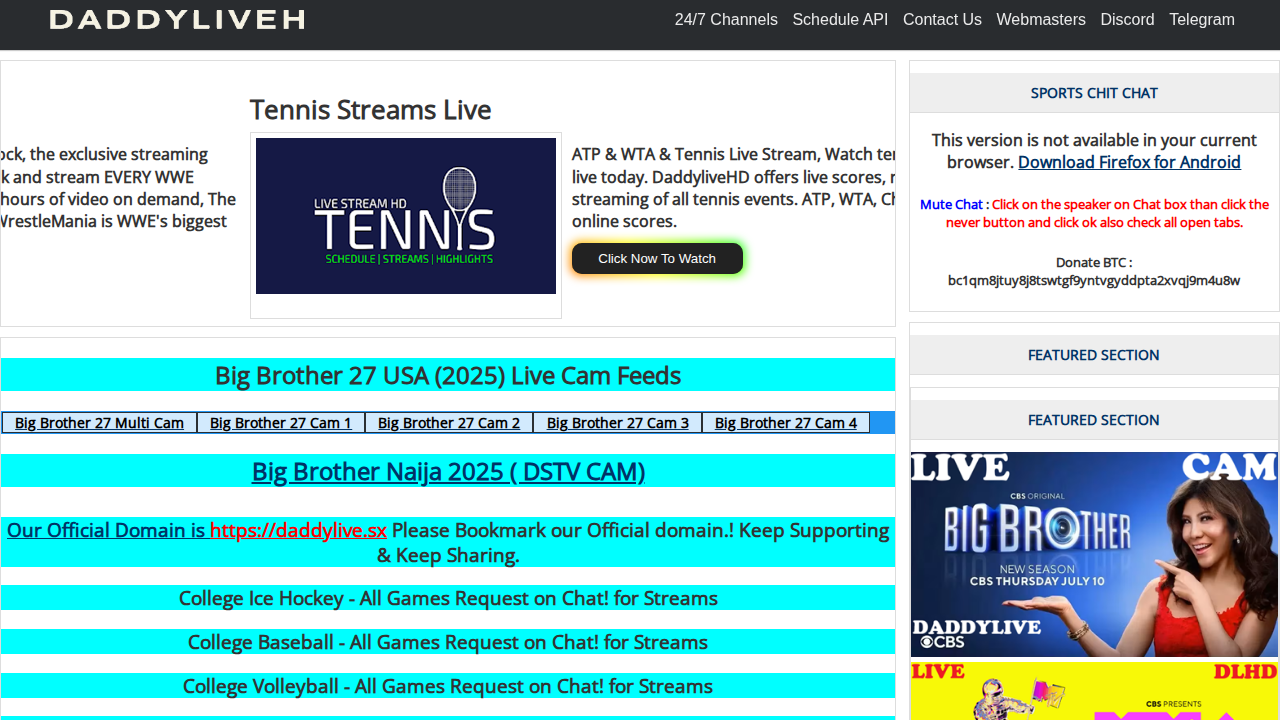 DADDYLIVEH
24/7 Channels Schedule API Contact Us Webmasters Discord Telegram
the exclusive streaming
k and stream EVERY WWE
hours of video on demand, The
WrestleMania is WWE's biggest
Tennis Streams Live
LIVE STREAM HD
TENNIS
SCHEDULE | STREAMS | HIGHLIGHTS
ATP & WTA & Tennis Live Stream, Watch
live today. DaddyliveHD offers live scores,
streaming of all tennis events. ATP, WTA,
online scores.
Click Now To Watch
Big Brother 27 USA (2025) Live Cam Feeds
Big Brother 27 Multi Cam Big Brother 27 Cam 1 Big Brother 27 Cam 2 Big Brother 27 Cam 3 Big Brother 27 Cam 4
Big Brother Naija 2025 ( DSTV CAM)
Our Official Domain is https://daddylive.sx Please Bookmark our Official domain.! Keep Supporting
& Keep Sharing.
College Ice Hockey - All Games Request on Chat! for Streams
College Baseball - All Games Request on Chat! for Streams
College Volleyball - All Games Request on Chat! for Streams
SPORTS CHIT CHAT
This version is not available in your current
browser. Download Firefox for Android
Mute Chat : Click on the speaker on Chat box than click the
never button and click ok also check all open tabs.
Donate BTC :
bc1qm8jtuy8j8tswtgf9yntvgyddpta2xvqj9m4u8w
FEATURED SECTION
FEATURED SECTION
LIVE CAM
CBS ORIGINAL
BIG BROTHER
NEW SEASON
CBS THURSDAY JULY 10
DADDYLIVE
CBS
LIVE DLHD
CBS PRESENTS